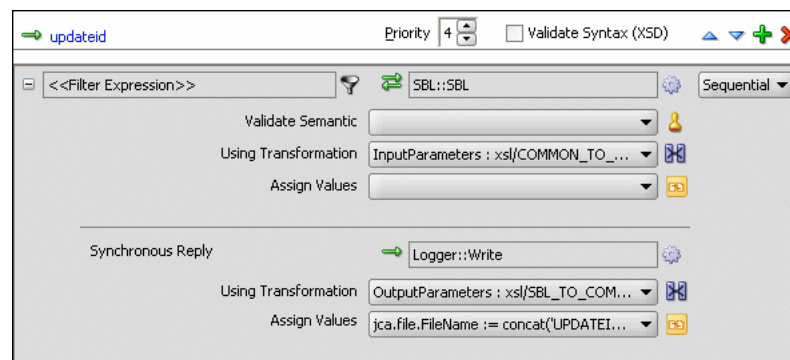 updateid Priority 4 Validate Syntax (XSD)
<<Filter Expression>> SBL::SBL Sequential
Validate Semantic
Using Transformation InputParameters : xsl/COMMON_TO_...
Assign Values
Synchronous Reply Logger::Write
Using Transformation OutputParameters : xsl/SBL_TO_COM...
Assign Values jca.file.FileName := concat('UPDATEI...